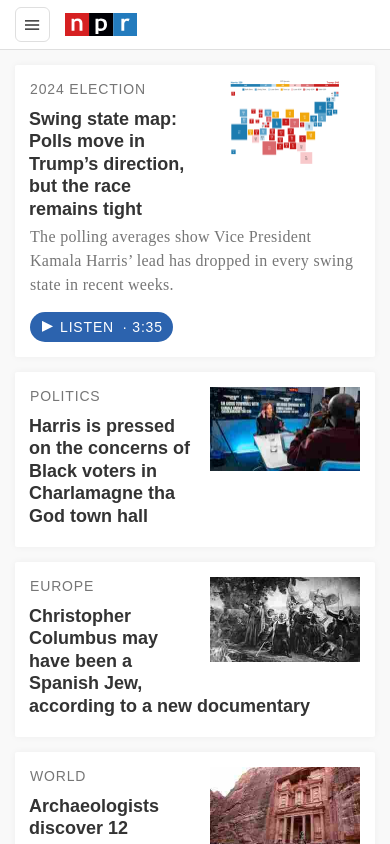 npr
2024 ELECTION
Swing state map:
Polls move in
Trump’s direction,
but the race
remains tight
The polling averages show Vice President
Kamala Harris’ lead has dropped in every swing
state in recent weeks.
LISTEN · 3:35
POLITICS
Harris is pressed
on the concerns of
Black voters in
Charlamagne tha
God town hall
EUROPE
Christopher
Columbus may
have been a
Spanish Jew,
according to a new documentary
WORLD
Archaeologists
discover 12